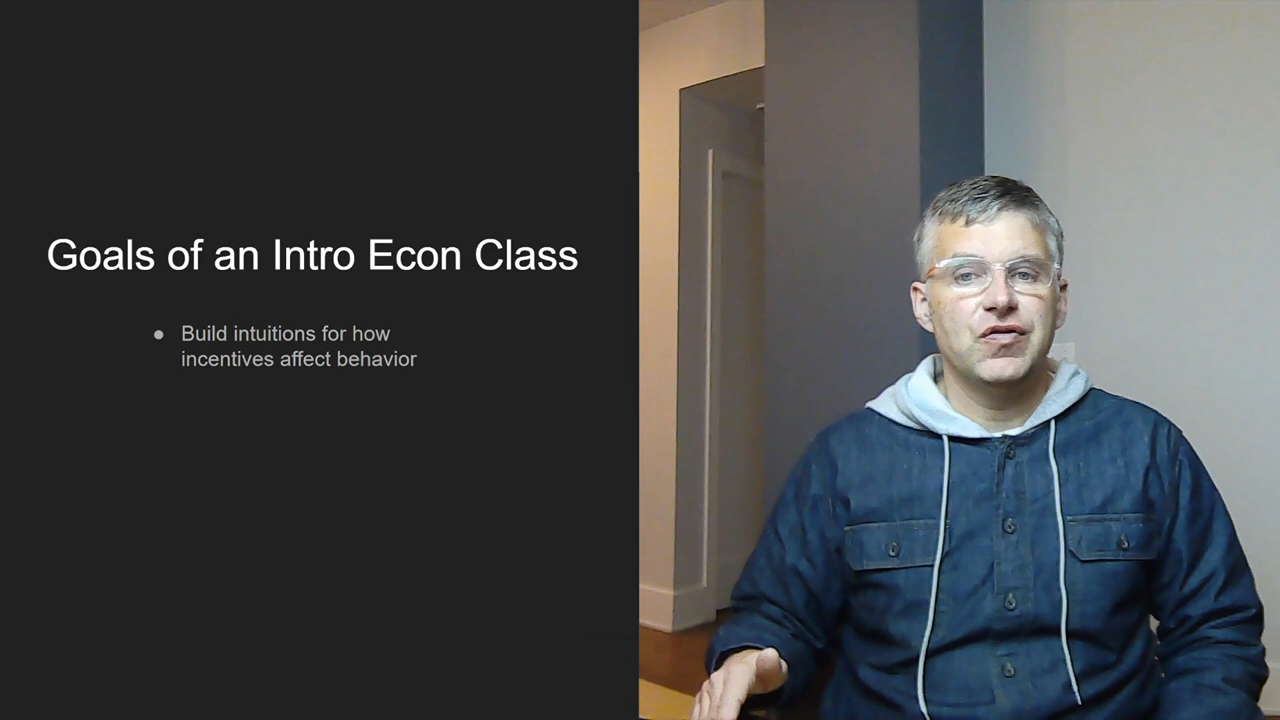 Goals of an Intro Econ Class
● Build intuitions for how
incentives affect behavior